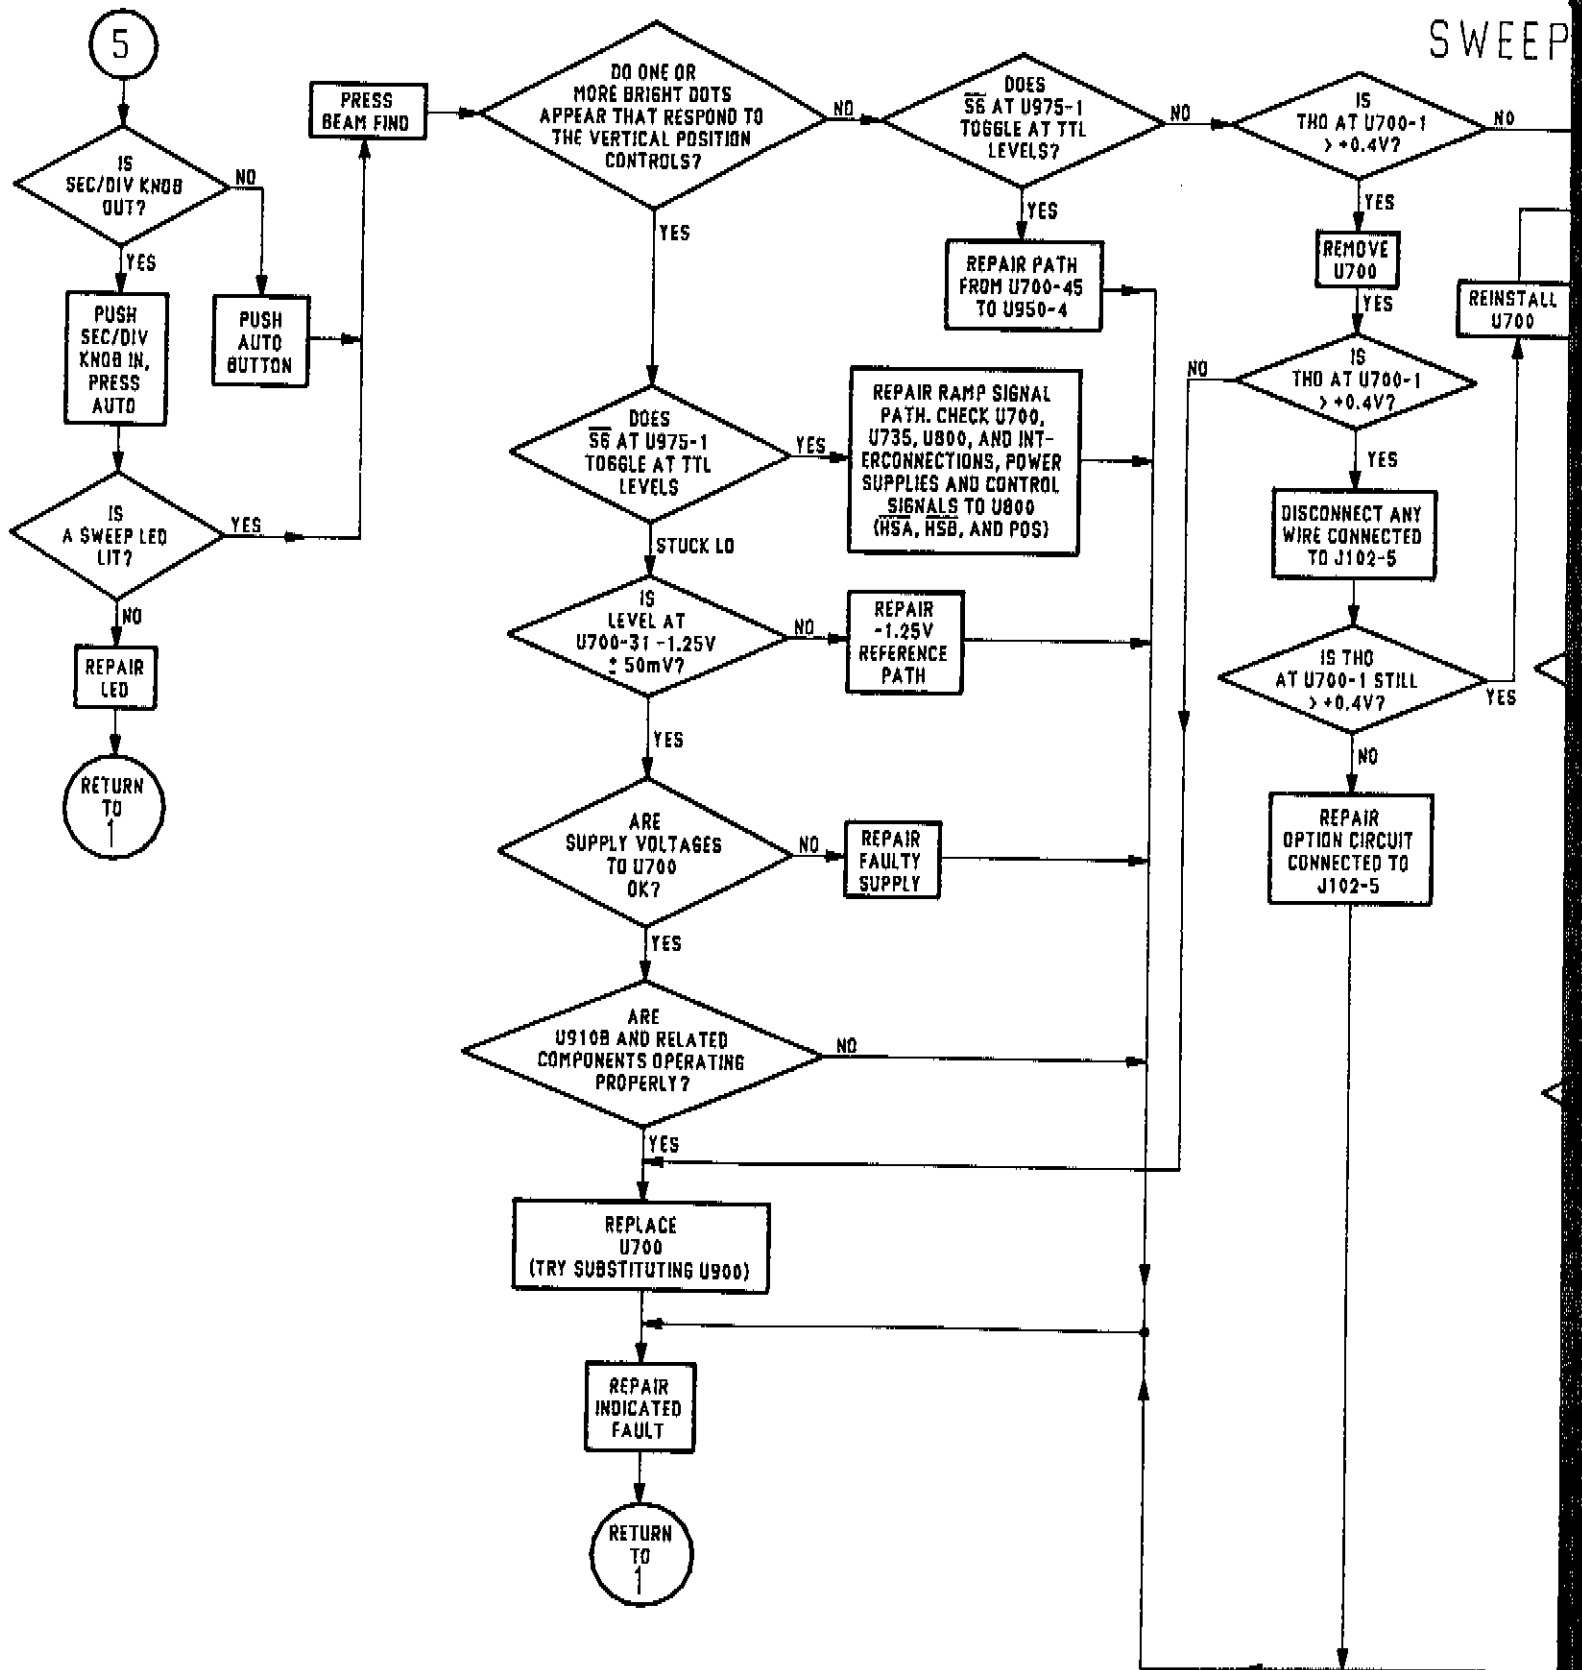 SWEEP
5
IS
SEC/DIV KNOB
OUT?
NO
YES
PUSH
SEC/DIV
KNOB IN,
PRESS
AUTO
PUSH
AUTO
BUTTON
IS
A SWEEP LED
LIT?
YES
NO
REPAIR
LED
RETURN
TO
1
PRESS
BEAM FIND
DO ONE OR
MORE BRIGHT DOTS
APPEAR THAT RESPOND TO
THE VERTICAL POSITION
CONTROLS?
NO
YES
DOES
SG AT U975-1
TOGGLE AT TTL
LEVELS
YES
STUCK LO
REPAIR RAMP SIGNAL
PATH. CHECK U700,
U735, U800, AND INT-
ERCONNECTIONS, POWER
SUPPLIES AND CONTROL
SIGNALS TO U800
(HSA, HSB, AND POS)
IS
LEVEL AT
U700-31 -1.25V
± 50mV?
NO
REPAIR
-1.25V
REFERENCE
PATH
YES
ARE
SUPPLY VOLTAGES
TO U700
OK?
NO
REPAIR
FAULTY
SUPPLY
YES
ARE
U910B AND RELATED
COMPONENTS OPERATING
PROPERLY?
NO
YES
REPLACE
U700
(TRY SUBSTITUTING U900)
REPAIR
INDICATED
FAULT
RETURN
TO
1
DOES
SG AT U975-1
TOGGLE AT TTL
LEVELS?
NO
YES
REPAIR PATH
FROM U700-45
TO U950-4
IS
THO AT U700-1
> +0.4V?
NO
YES
REMOVE
U700
YES
IS
THO AT U700-1
> +0.4V?
NO
YES
DISCONNECT ANY
WIRE CONNECTED
TO J102-5
IS THO
AT U700-1 STILL
> +0.4V?
YES
NO
REINSTALL
U700
REPAIR
OPTION CIRCUIT
CONNECTED TO
J102-5